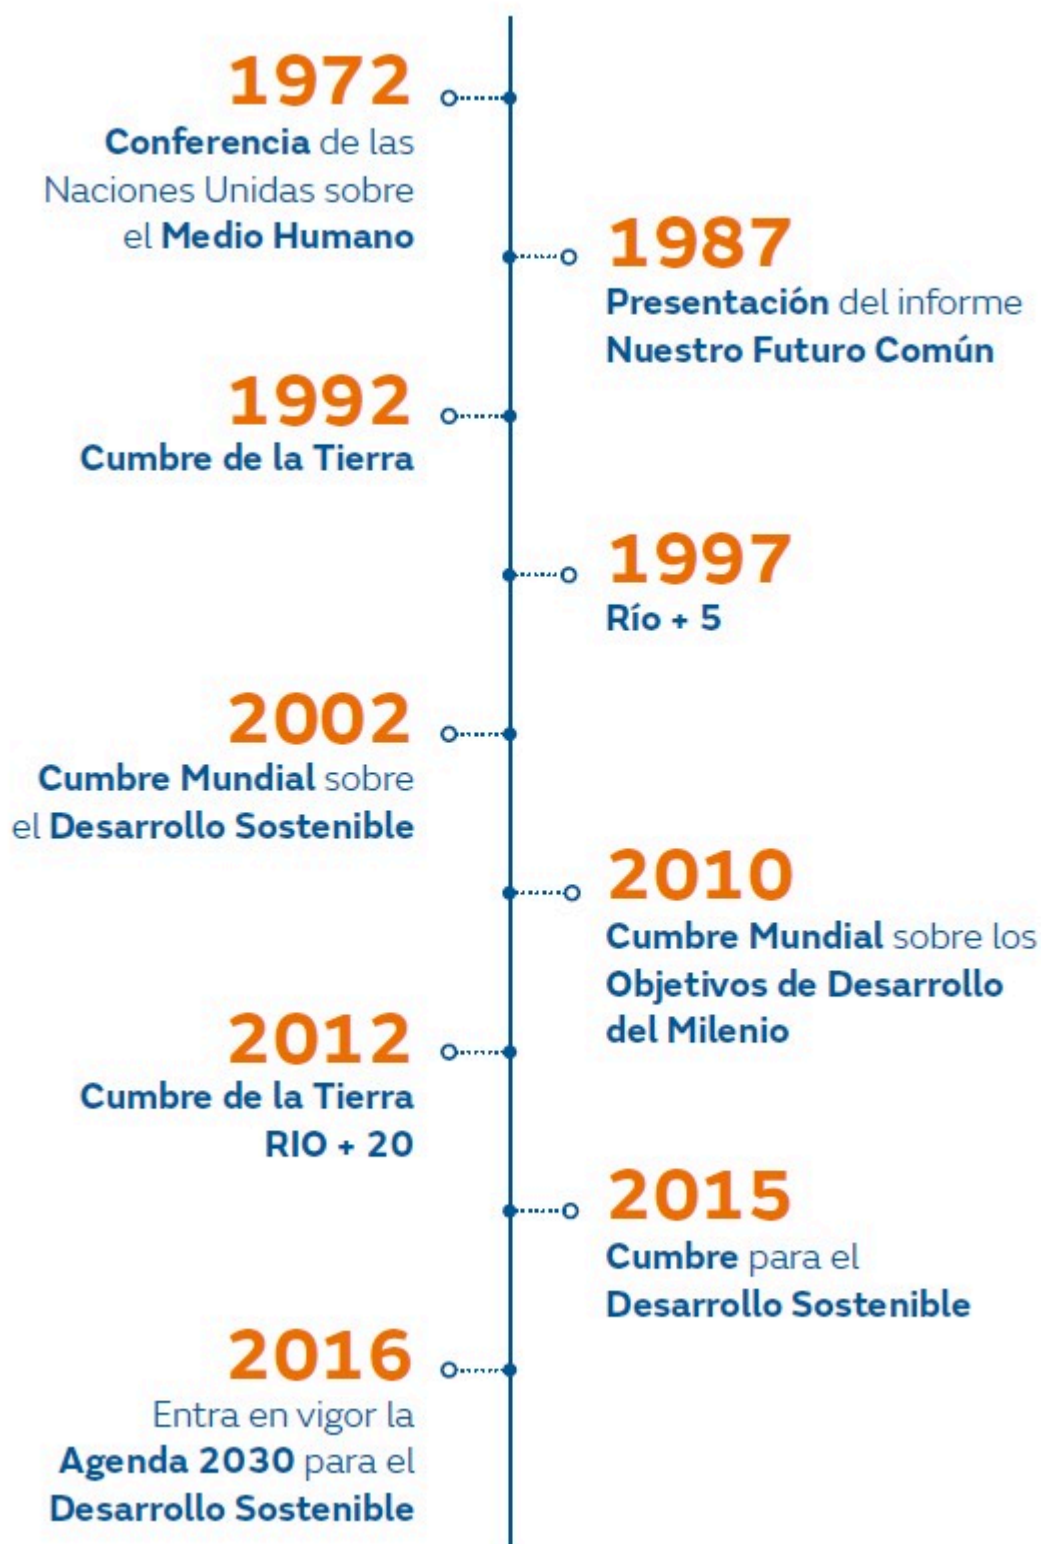 1972
Conferencia de las
Naciones Unidas sobre
el Medio Humano
1987
Presentación del informe
Nuestro Futuro Común
1992
Cumbre de la Tierra
1997
Río + 5
2002
Cumbre Mundial sobre
el Desarrollo Sostenible
2010
Cumbre Mundial sobre los
Objetivos de Desarrollo
del Milenio
2012
Cumbre de la Tierra
RIO + 20
2015
Cumbre para el
Desarrollo Sostenible
2016
Entra en vigor la
Agenda 2030 para el
Desarrollo Sostenible